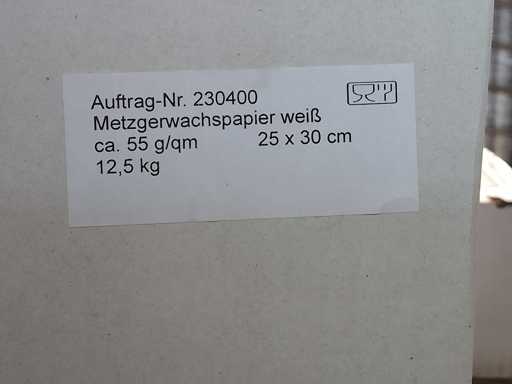 Auftrag-Nr. 230400
Metzgerwachspapier weiß
ca. 55 g/qm 25 x 30 cm
12,5 kg